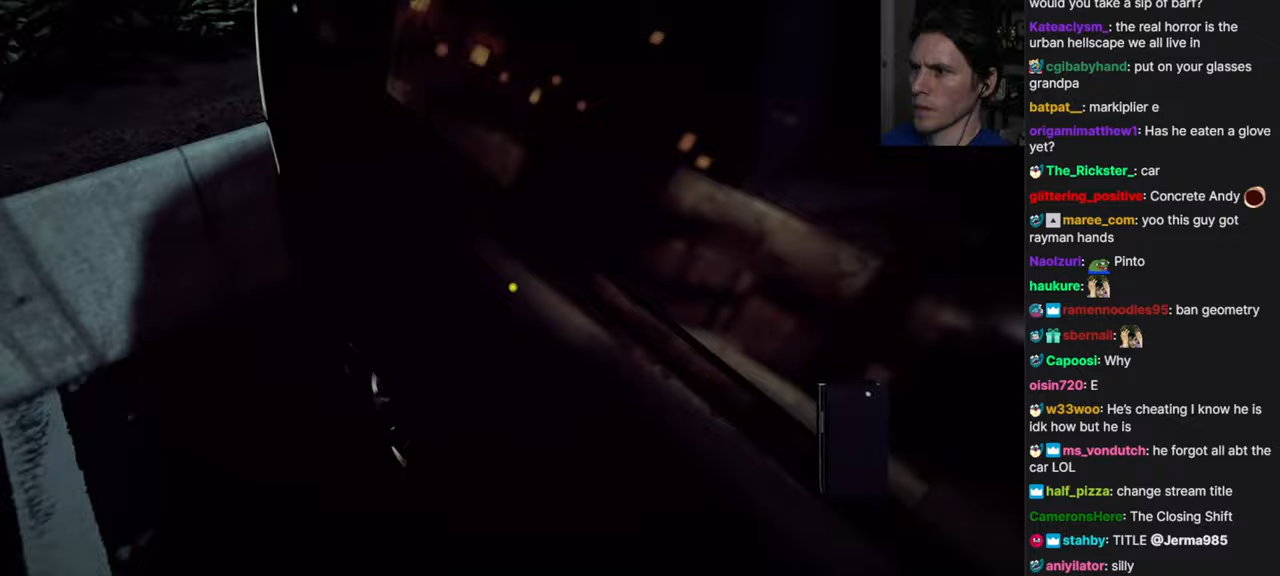 would you take a sip of barf?
Kateaclysm_: the real horror is the
urban hellscape we all live in
cgibabyhand: put on your glasses
grandpa
batpat__: markiplier e
origamimatthew1: Has he eaten a glove
yet?
The_Rickster_: car
glittering_positive: Concrete Andy
maree_com: yoo this guy got
rayman hands
Naolzuri: Pinto
haukure:
ramennoodles95: ban geometry
sbernail:
Capoosi: Why
oisin720: E
w33woo: He's cheating I know he is
idk how but he is
ms_vondutch: he forgot all abt the
car LOL
half_pizza: change stream title
CameronsHere: The Closing Shift
stahby: TITLE @Jerma985
aniyilator: silly